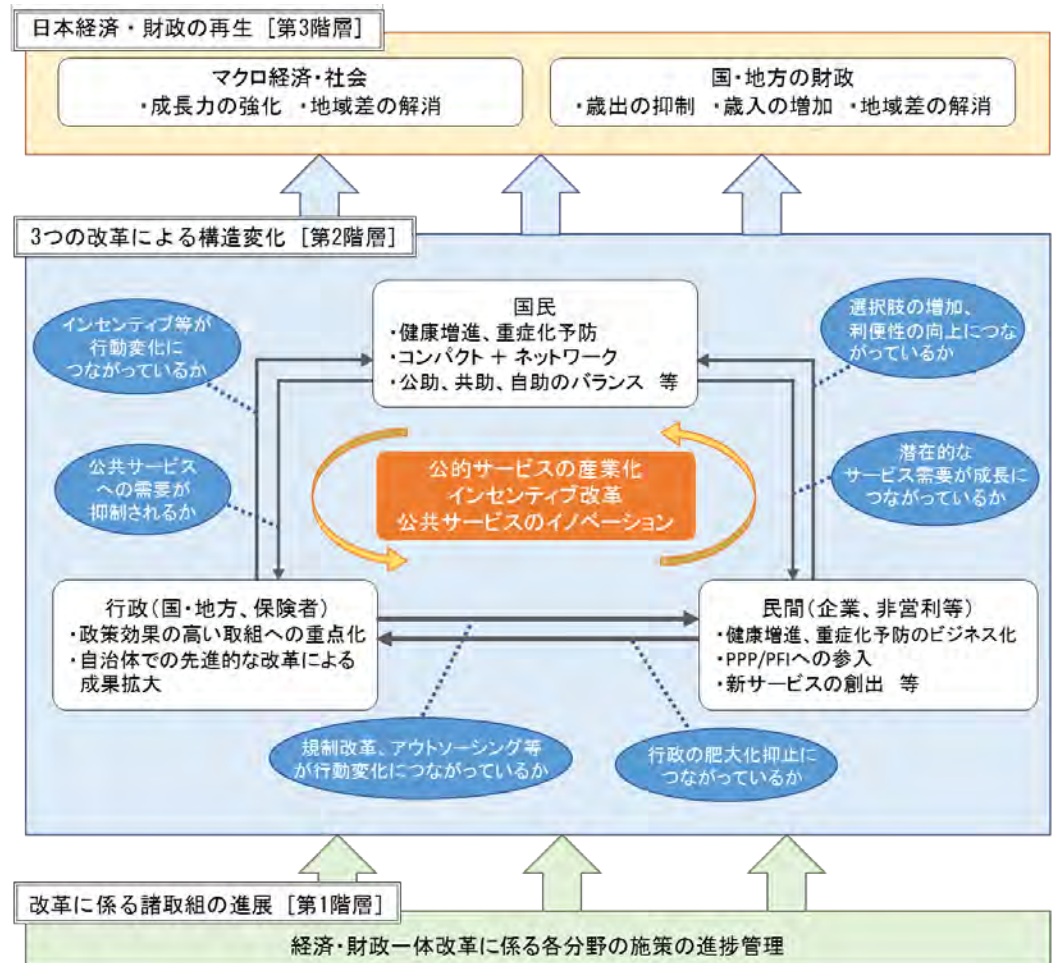 日本経済・財政の再生 [第3階層]
マクロ経済・社会
・成長力の強化 ・地域差の解消
国・地方の財政
・歳出の抑制 ・歳入の増加 ・地域差の解消
3つの改革による構造変化 [第2階層]
インセンティブ等が
行動変化に
つながっているか
国民
・健康増進、重症化予防
・コンパクト + ネットワーク
・公助、共助、自助のバランス 等
選択肢の増加、
利便性の向上につな
がっているか
公共サービス
への需要が
抑制されるか
公的サービスの産業化
インセンティブ改革
公共サービスのイノベーション
潜在的な
サービス需要が成長に
つながっているか
行政(国・地方、保険者)
・政策効果の高い取組への重点化
・自治体での先進的な改革による
成果拡大
民間(企業、非営利等)
・健康増進、重症化予防のビジネス化
・PPP/PFIへの参入
・新サービスの創出 等
規制改革、アウトソーシング等
が行動変化につながっているか
行政の肥大化抑止に
つながっているか
改革に係る諸取組の進展 [第1階層]
経済・財政一体改革に係る各分野の施策の進捗管理